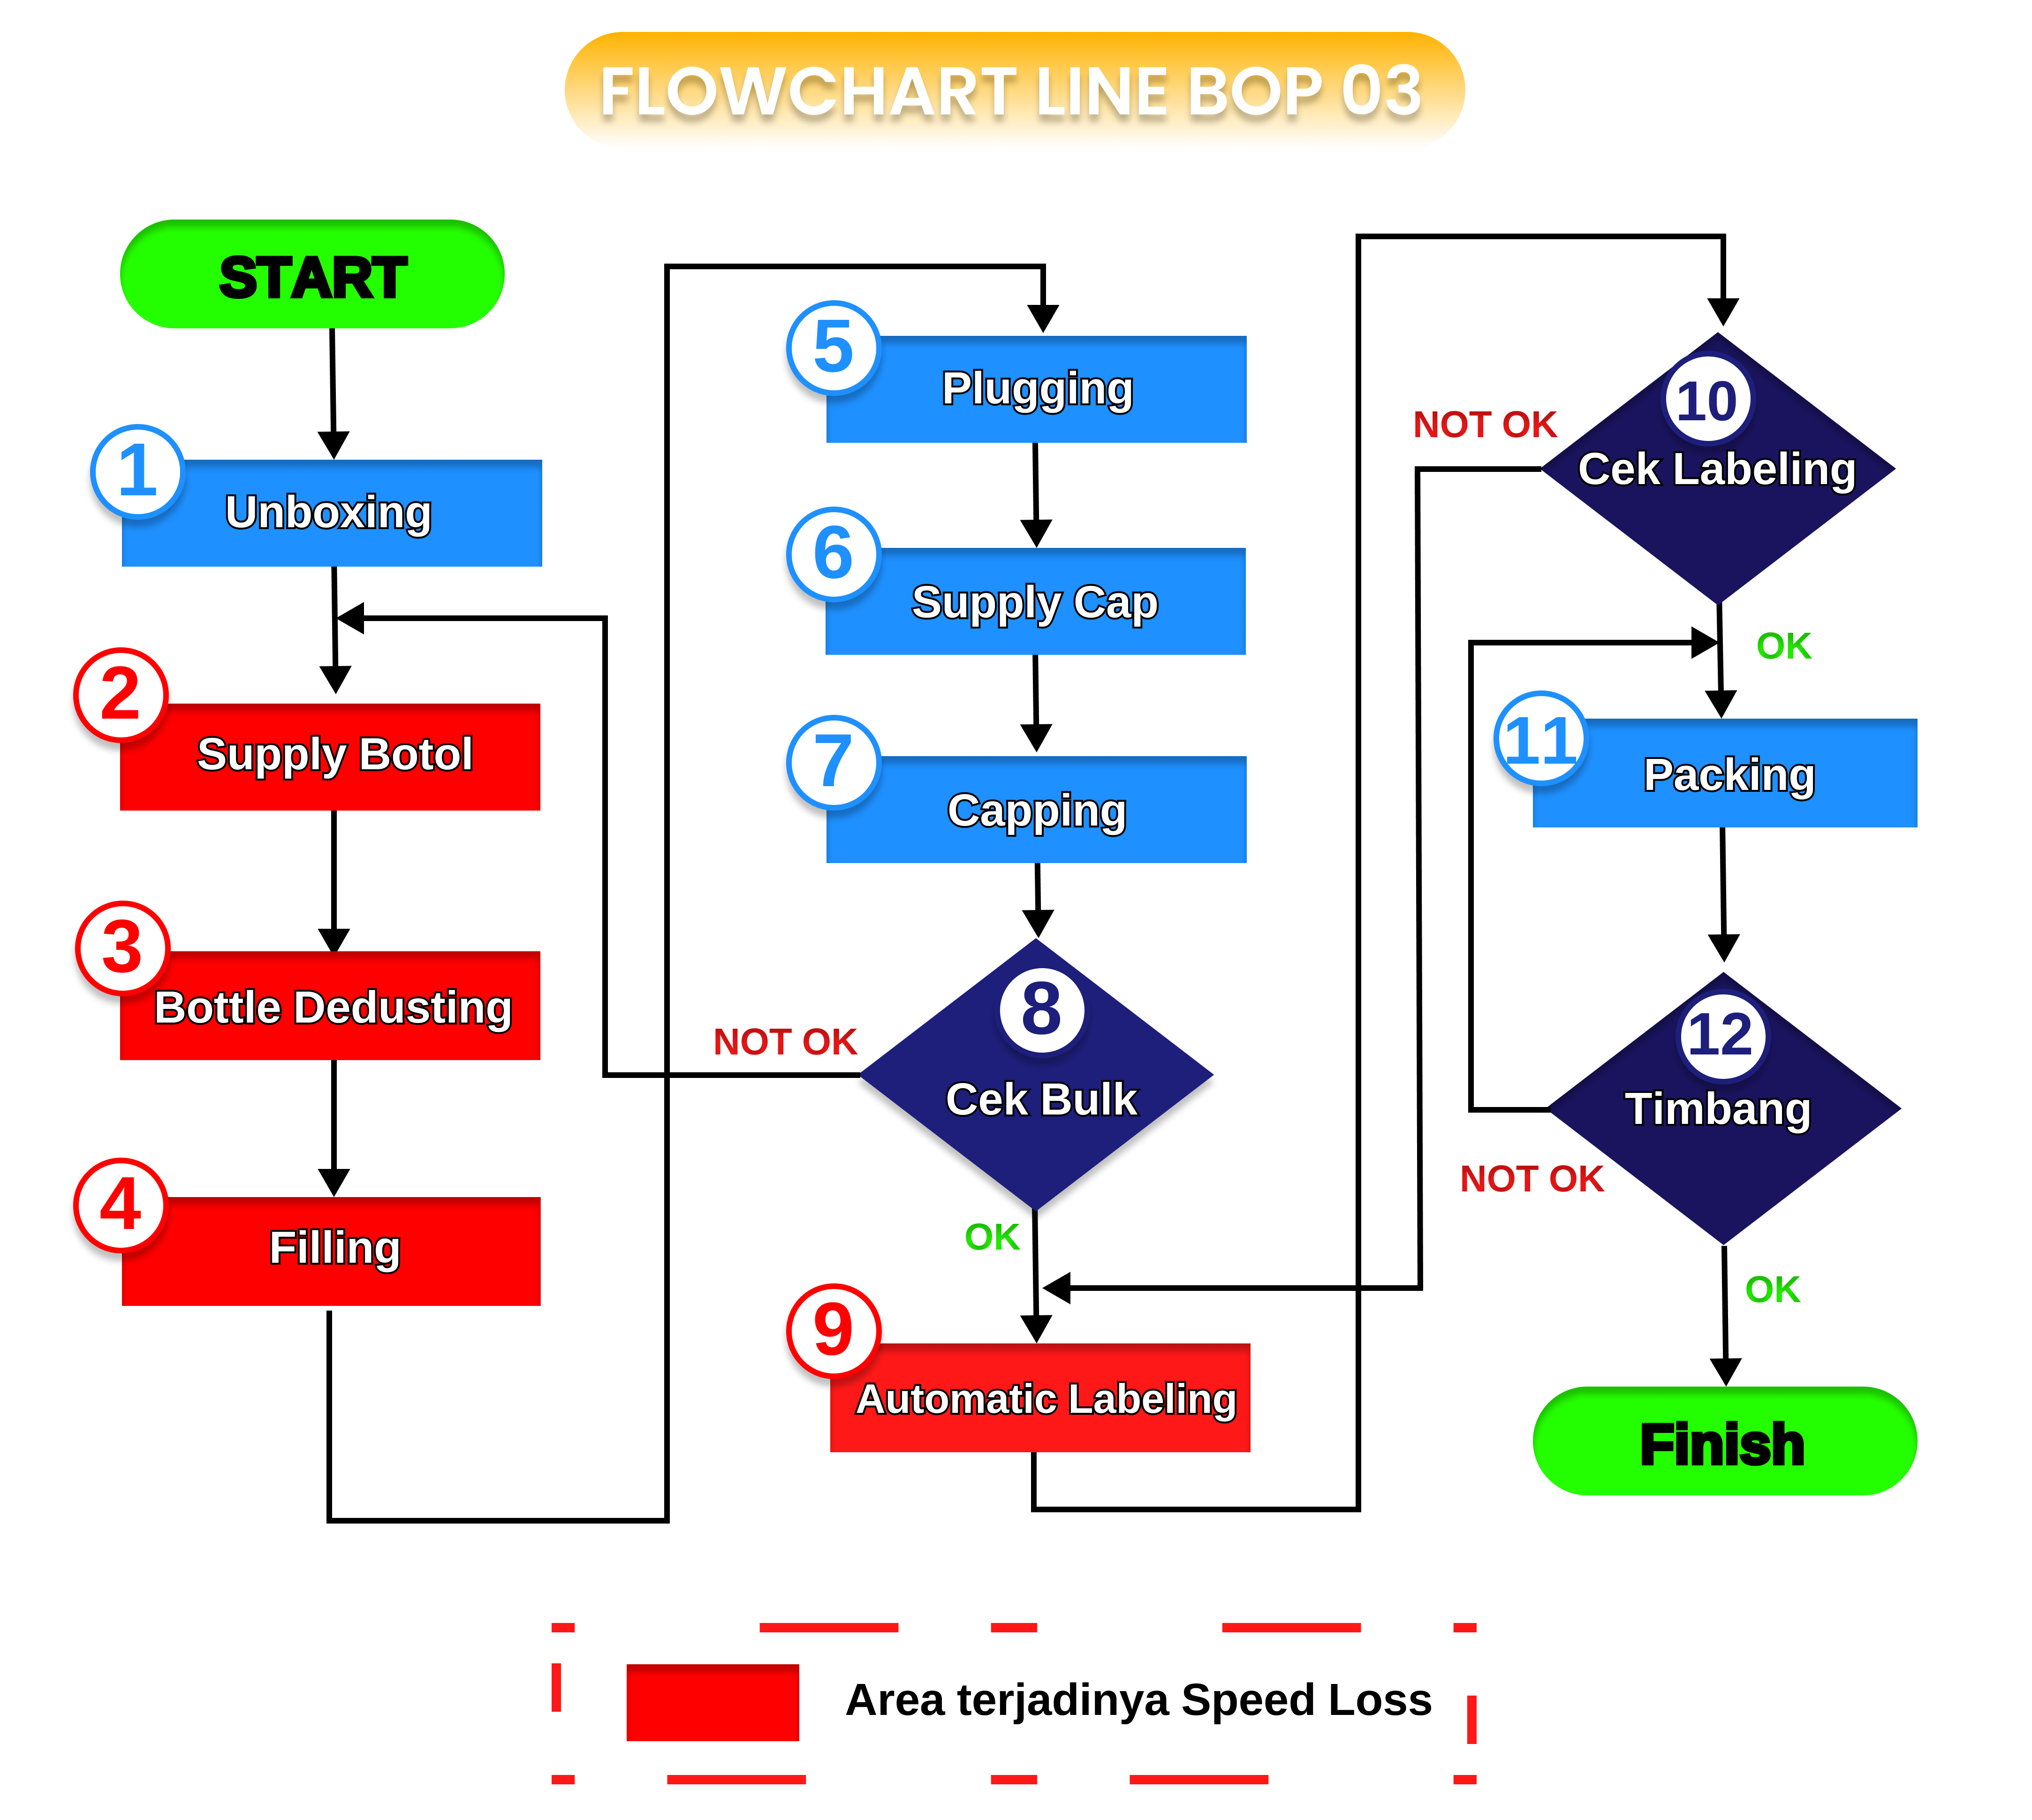 FLOWCHART LINE BOP 03
START
1
Unboxing
2
Supply Botol
3
Bottle Dedusting
4
Filling
5
Plugging
6
Supply Cap
7
Capping
8
Cek Bulk
NOT OK
OK
9
Automatic Labeling
10
Cek Labeling
NOT OK
OK
11
Packing
12
Timbang
NOT OK
OK
Finish
Area terjadinya Speed Loss